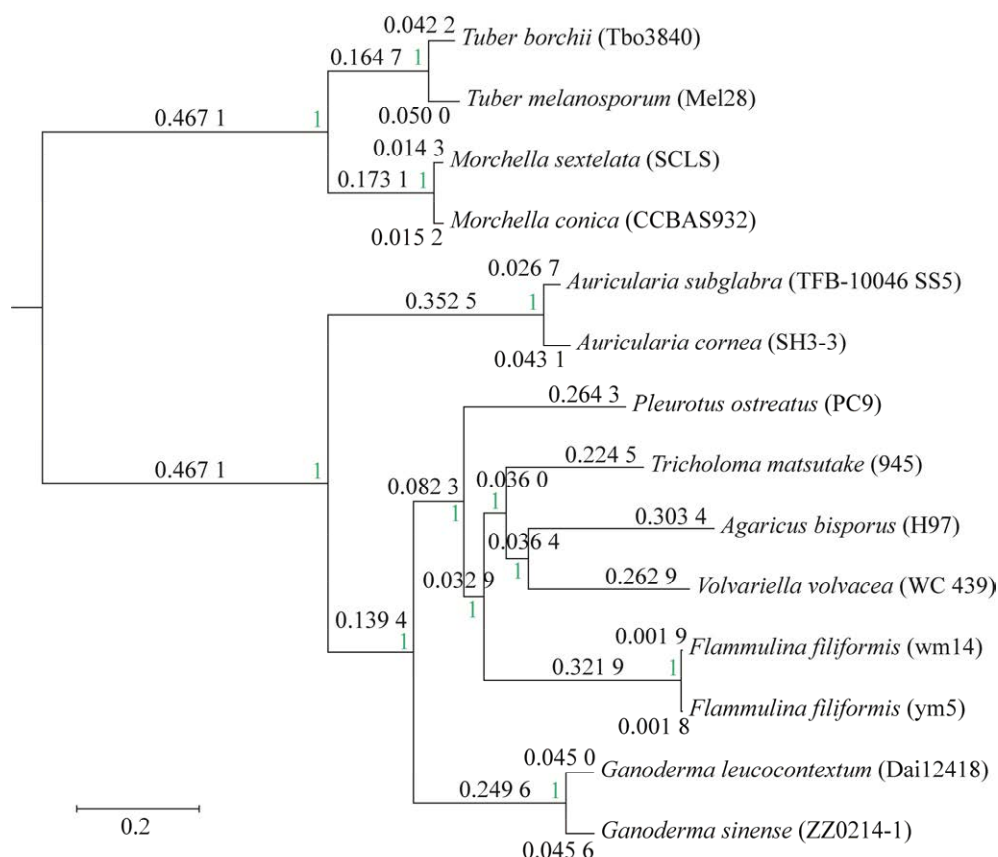 0.042 2
Tuber borchii (Tbo3840)
0.164 7
1
Tuber melanosporum (Mel28)
0.050 0
0.467 1
1
0.014 3
Morchella sextelata (SCLS)
0.173 1
1
Morchella conica (CCBAS932)
0.015 2
0.026 7
Auricularia subglabra (TFB-10046 SS5)
0.352 5
1
Auricularia cornea (SH3-3)
0.043 1
0.264 3
Pleurotus ostreatus (PC9)
0.224 5
Tricholoma matsutake (945)
0.467 1
1
0.082 3
1
0.036 0
1
0.303 4
Agaricus bisporus (H97)
0.036 4
1
0.032 9
1
0.262 9
Volvariella volvacea (WC 439)
0.139 4
1
0.001 9
Flammulina filiformis (wm14)
0.321 9
1
Flammulina filiformis (ym5)
0.001 8
0.045 0
Ganoderma leucocontextum (Dai12418)
0.249 6
1
Ganoderma sinense (ZZ0214-1)
0.045 6
0.2